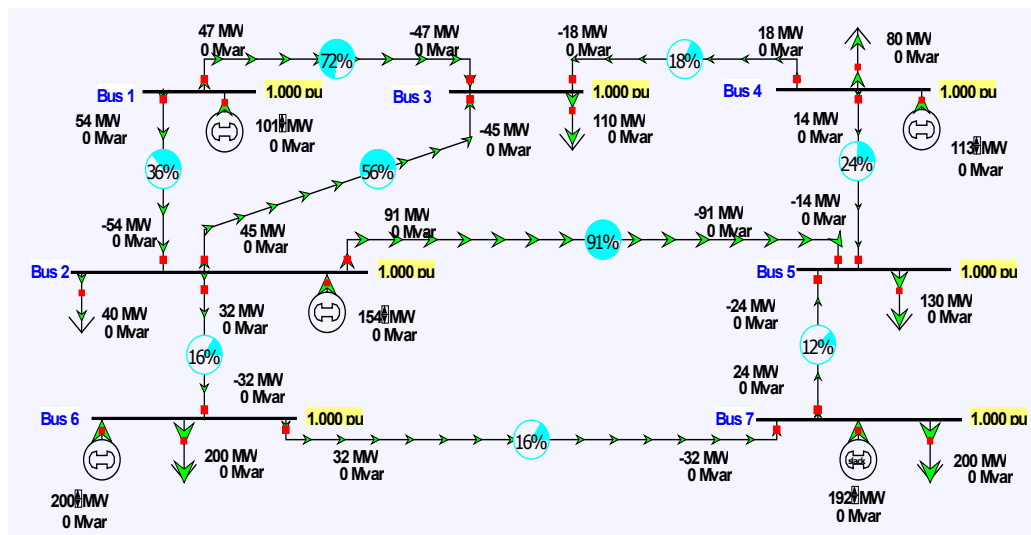 47 MW
0 Mvar
72%
-47 MW
0 Mvar
-18 MW
0 Mvar
18%
18 MW
0 Mvar
80 MW
0 Mvar
Bus 1
1.000 pu
Bus 3
1.000 pu
Bus 4
1.000 pu
54 MW
0 Mvar
101 MW
0 Mvar
-45 MW
0 Mvar
110 MW
0 Mvar
14 MW
0 Mvar
113 MW
0 Mvar
36%
56%
24%
-54 MW
0 Mvar
45 MW
0 Mvar
91 MW
0 Mvar
91%
-91 MW
0 Mvar
-14 MW
0 Mvar
Bus 2
1.000 pu
Bus 5
1.000 pu
40 MW
0 Mvar
32 MW
0 Mvar
154 MW
0 Mvar
-24 MW
0 Mvar
130 MW
0 Mvar
16%
12%
-32 MW
0 Mvar
24 MW
0 Mvar
Bus 6
1.000 pu
Bus 7
1.000 pu
200 MW
0 Mvar
200 MW
0 Mvar
32 MW
0 Mvar
16%
-32 MW
0 Mvar
slack
192 MW
0 Mvar
200 MW
0 Mvar